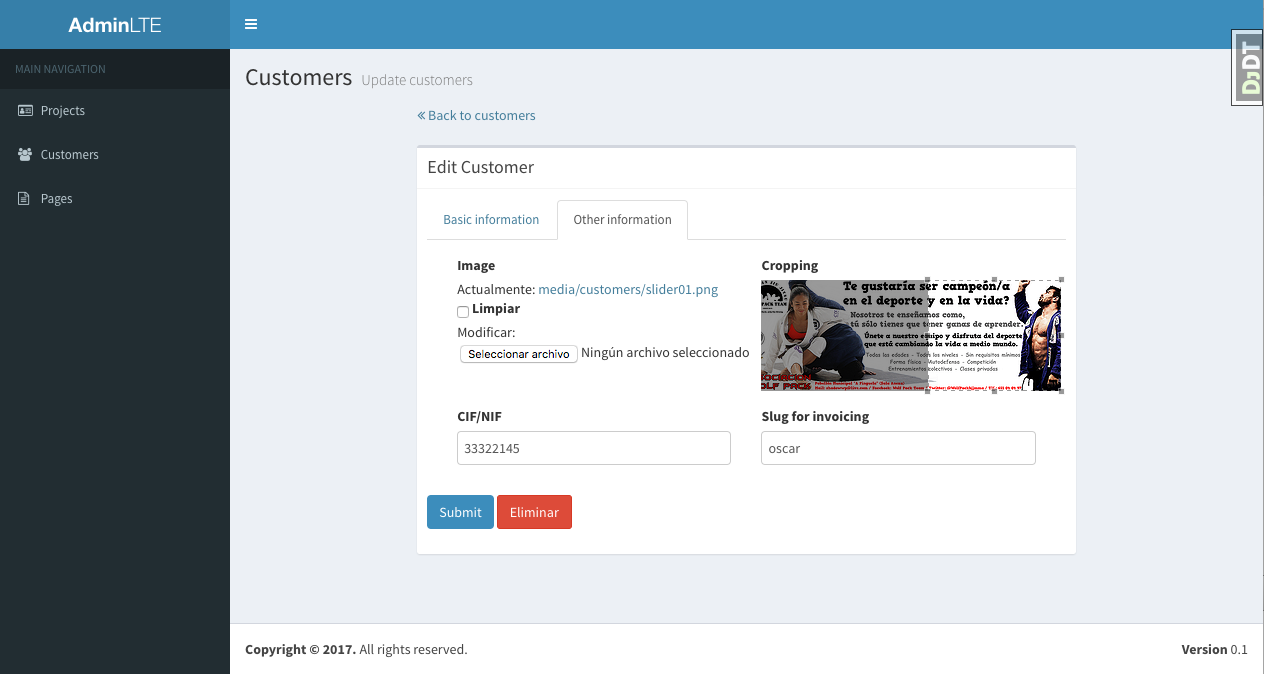 AdminLTE
MAIN NAVIGATION
Projects
Customers
Pages
DJDT
Customers Update customers
« Back to customers
Edit Customer
Basic information
Other information
Image
Actualmente: media/customers/slider01.png
Limpiar
Modificar:
Seleccionar archivo Ningún archivo seleccionado
Cropping
Te gustaría ser campeón/a
en el deporte y en la vida?
Nosotros te enseñamos como,
tú sólo tienes que tener ganas de aprender.
Únete a nuestro equipo y disfruta del deporte
que está cambiando la vida a medio mundo.
Todas las edades - Todos los niveles - Sin requisitos mínimos
Forma física - Autodefensa - Competición
Entrenamientos colectivos - Clases privadas
CIF/NIF
33322145
Slug for invoicing
oscar
Submit
Eliminar
Copyright © 2017. All rights reserved.
Version 0.1